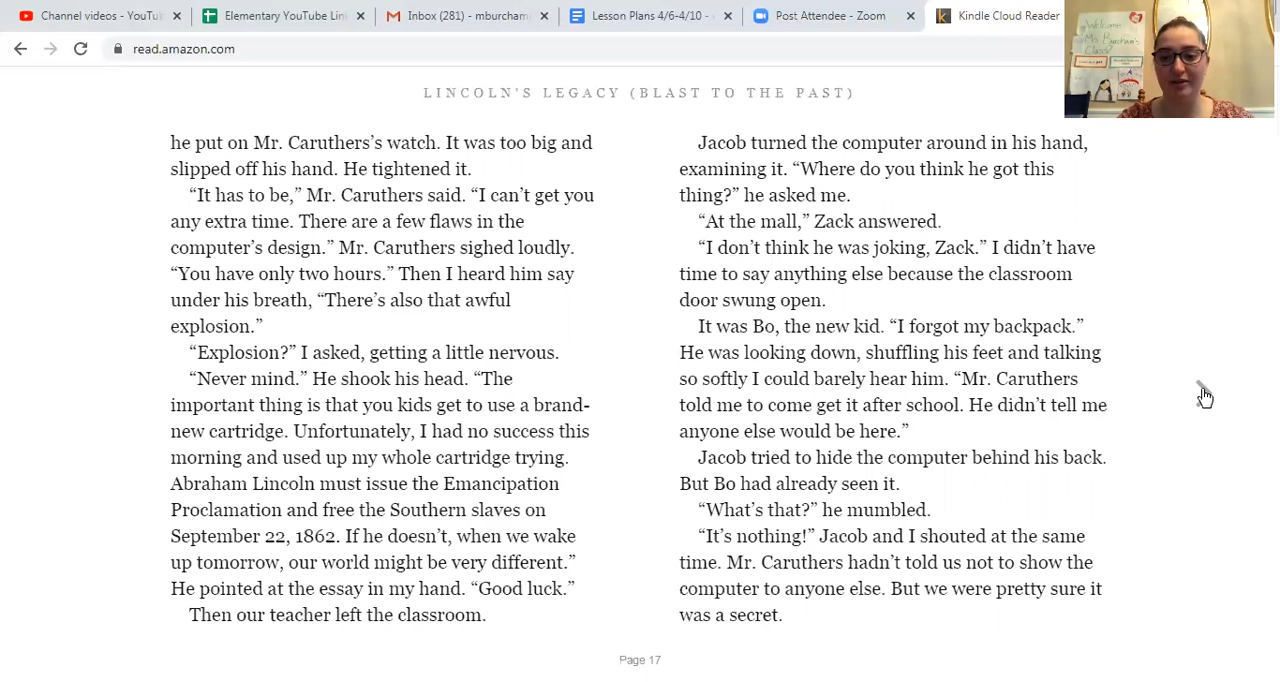 Channel videos - YouTu
Elementary YouTube Lin
Inbox (281) - mburcham
Lesson Plans 4/6-4/10 -
Post Attendee - Zoom
Kindle Cloud Reader
read.amazon.com
Welcome
LINCOLN'S LEGACY (BLAST TO THE PAST)
he put on Mr. Caruthers’s watch. It was too big and
slipped off his hand. He tightened it.
“It has to be,” Mr. Caruthers said. “I can’t get you
any extra time. There are a few flaws in the
computer’s design.” Mr. Caruthers sighed loudly.
“You have only two hours.” Then I heard him say
under his breath, “There’s also that awful
explosion.”
“Explosion?” I asked, getting a little nervous.
“Never mind.” He shook his head. “The
important thing is that you kids get to use a brand-
new cartridge. Unfortunately, I had no success this
morning and used up my whole cartridge trying.
Abraham Lincoln must issue the Emancipation
Proclamation and free the Southern slaves on
September 22, 1862. If he doesn’t, when we wake
up tomorrow, our world might be very different.”
He pointed at the essay in my hand. “Good luck.”
Then our teacher left the classroom.
Jacob turned the computer around in his hand,
examining it. “Where do you think he got this
thing?” he asked me.
“At the mall,” Zack answered.
“I don’t think he was joking, Zack.” I didn’t have
time to say anything else because the classroom
door swung open.
It was Bo, the new kid. “I forgot my backpack.”
He was looking down, shuffling his feet and talking
so softly I could barely hear him. “Mr. Caruthers
told me to come get it after school. He didn’t tell me
anyone else would be here.”
Jacob tried to hide the computer behind his back.
But Bo had already seen it.
“What’s that?” he mumbled.
“It’s nothing!” Jacob and I shouted at the same
time. Mr. Caruthers hadn’t told us not to show the
computer to anyone else. But we were pretty sure it
was a secret.
Page 17